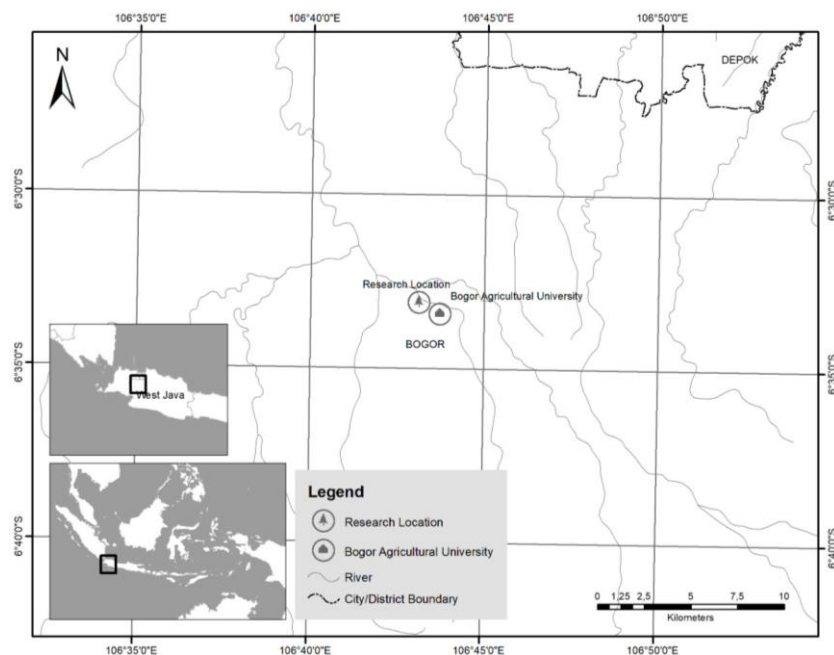 106°35'0"E 106°40'0"E 106°45'0"E 106°50'0"E
N
DEPOK
6°30'0"S 6°30'0"S
Research Location
Bogor Agricultural University
BOGOR
6°35'0"S 6°35'0"S
West Java
Legend
Research Location
Bogor Agricultural University
River
City/District Boundary
6°40'0"S 6°40'0"S
0 1,25 2,5 5 7,5 10
Kilometers
106°35'0"E 106°40'0"E 106°45'0"E 106°50'0"E